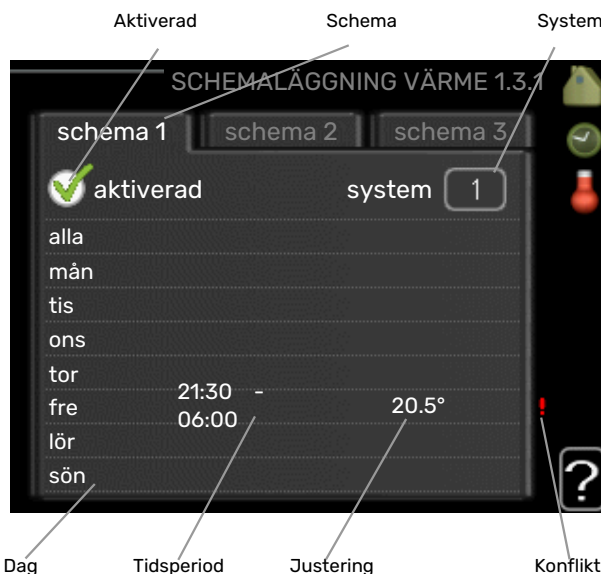 Aktiverad Schema System
SCHEMALÄGGNING VÄRME 1.3.1
schema 1 schema 2 schema 3
aktiverad system 1
alla
mån
tis
ons
tor
21:30 -
fre 20.5° !
06:00
lör
sön
?
Dag Tidsperiod Justering Konflikt